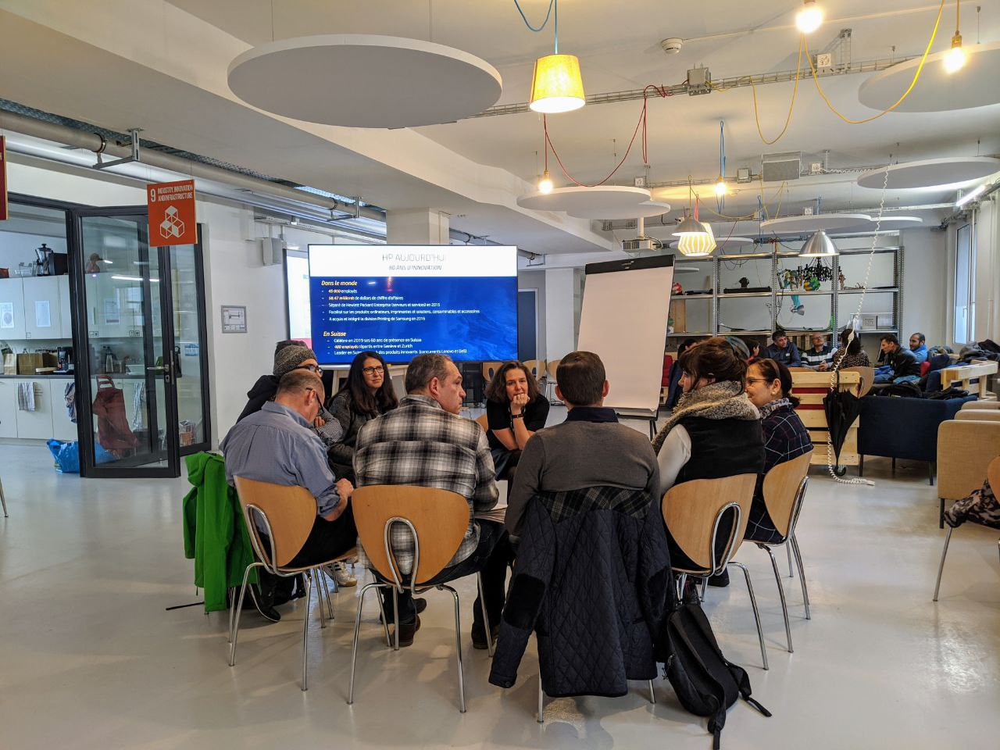 9 INDUSTRY, INNOVATION
AND INFRASTRUCTURE
HP AUJOURD'HUI
80 ANS D'INNOVATION
Dans le monde
- 45 000 employés
- 58.47 milliards de dollars de chiffre d'affaires
- Séparé de Hewlett Packard Enterprise (serveurs et services) en 2015
- Focalisé sur les produits: ordinateurs, imprimantes et solutions, consommables et accessoires
- A acquis et intégré la division Printing de Samsung en 2016
En Suisse
- Célèbre en 2019 ses 60 ans de présence en Suisse
- 400 employés répartis entre Genève et Zurich
- Leader en des produits innovants (concurrents Lenovo et Dell)